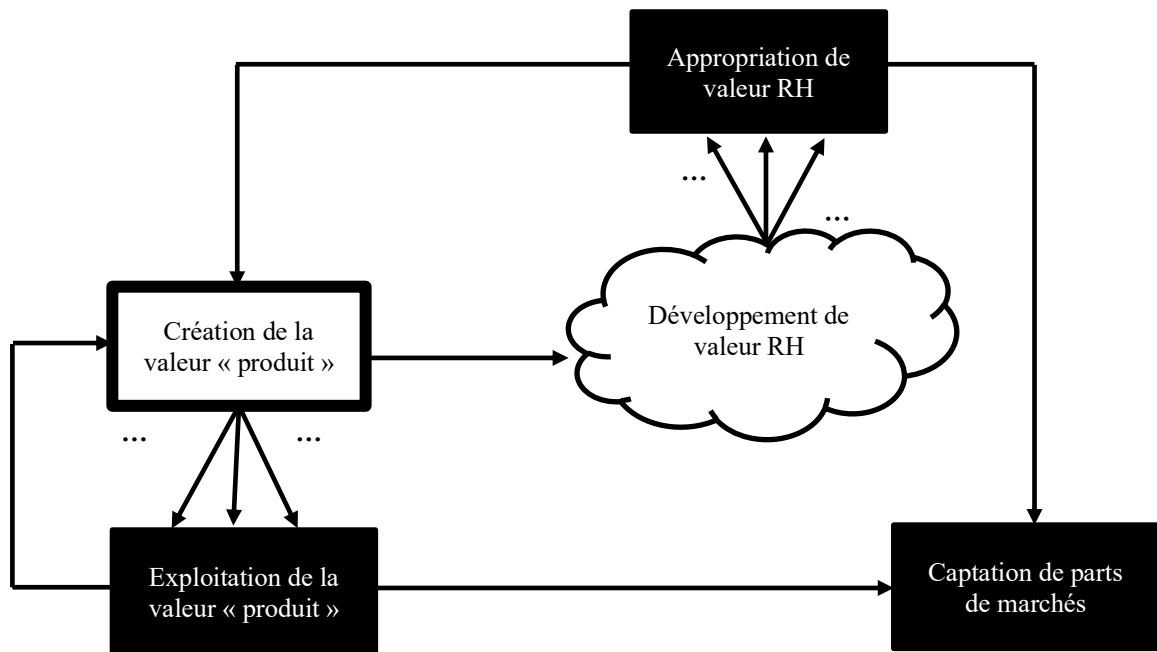 Appropriation de
valeur RH
...
...
Développement de
valeur RH
Création de la
valeur « produit »
...
...
Exploitation de la
valeur « produit »
Captation de parts
de marchés